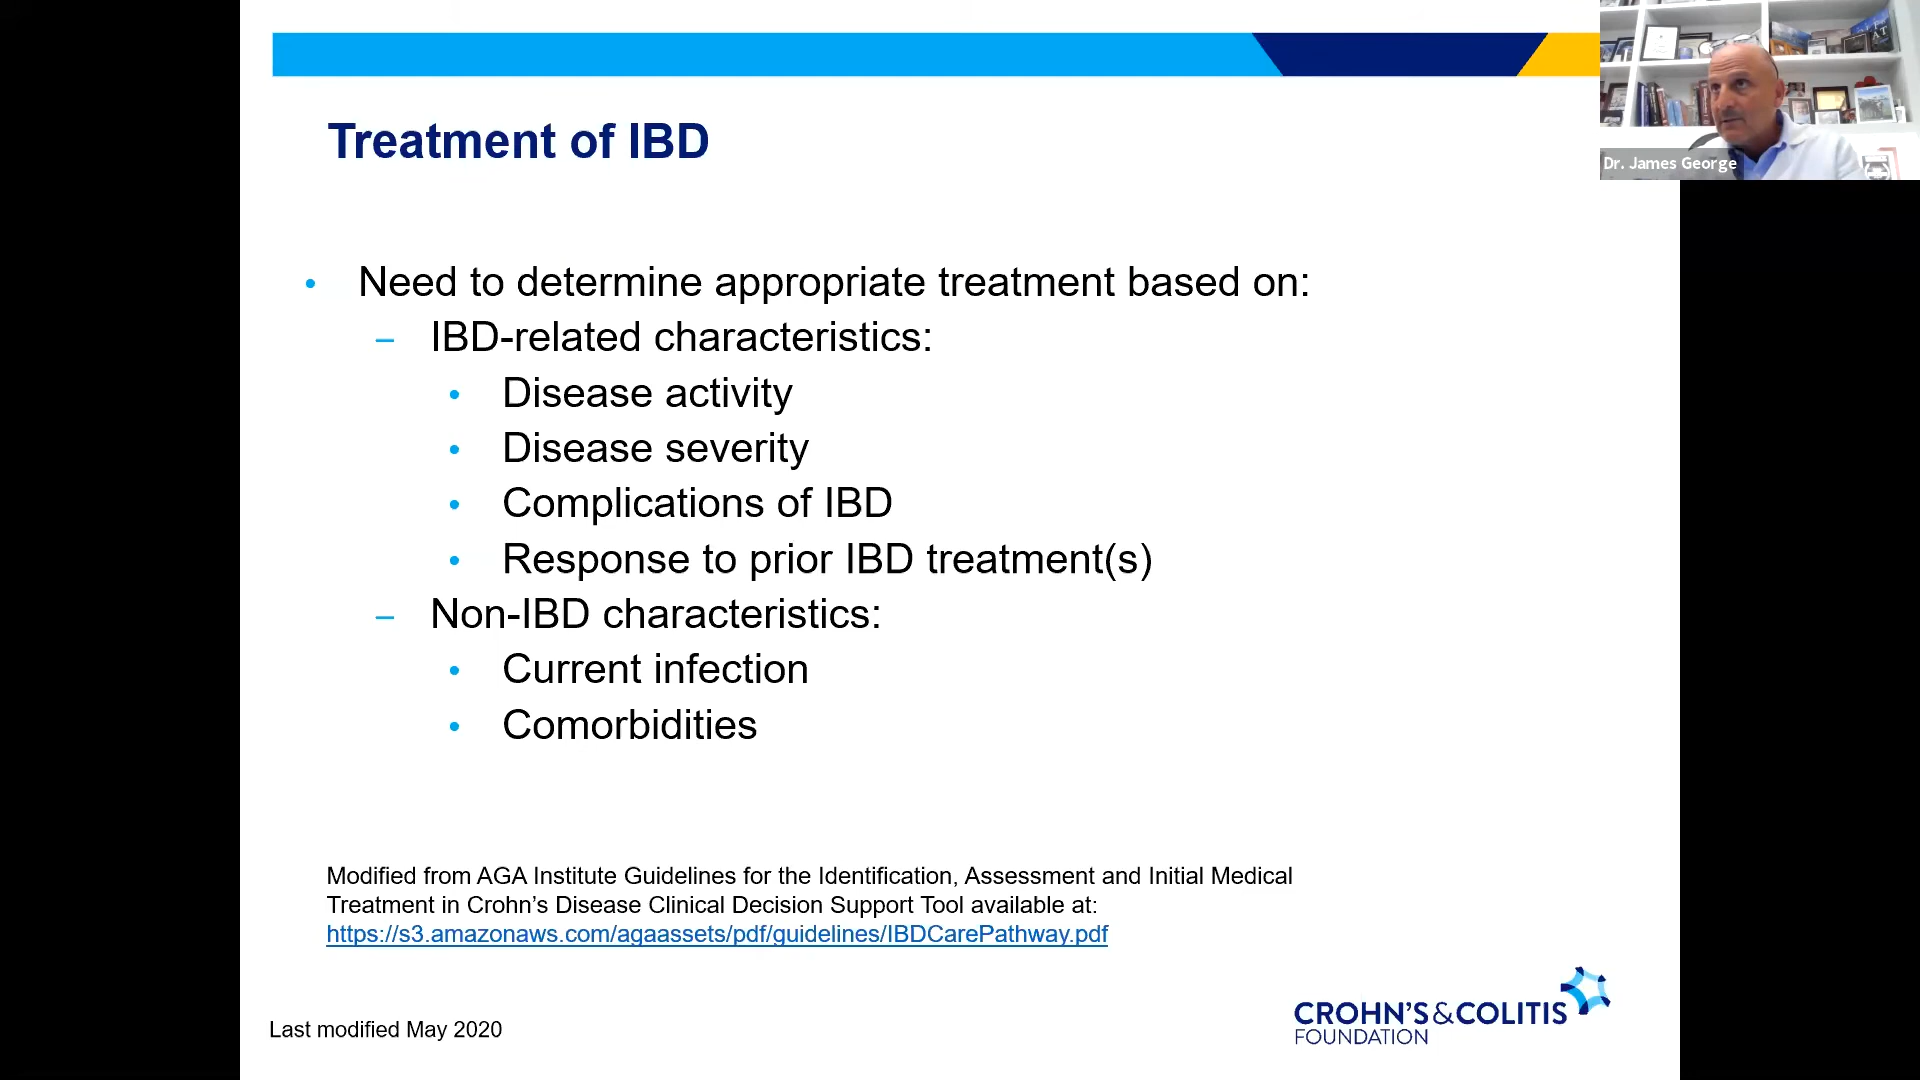 Treatment of IBD
Dr. James George
• Need to determine appropriate treatment based on:
– IBD-related characteristics:
• Disease activity
• Disease severity
• Complications of IBD
• Response to prior IBD treatment(s)
– Non-IBD characteristics:
• Current infection
• Comorbidities
Modified from AGA Institute Guidelines for the Identification, Assessment and Initial Medical
Treatment in Crohn’s Disease Clinical Decision Support Tool available at:
https://s3.amazonaws.com/agaassets/pdf/guidelines/IBDCarePathway.pdf
CROHN’S&COLITIS
FOUNDATION
Last modified May 2020